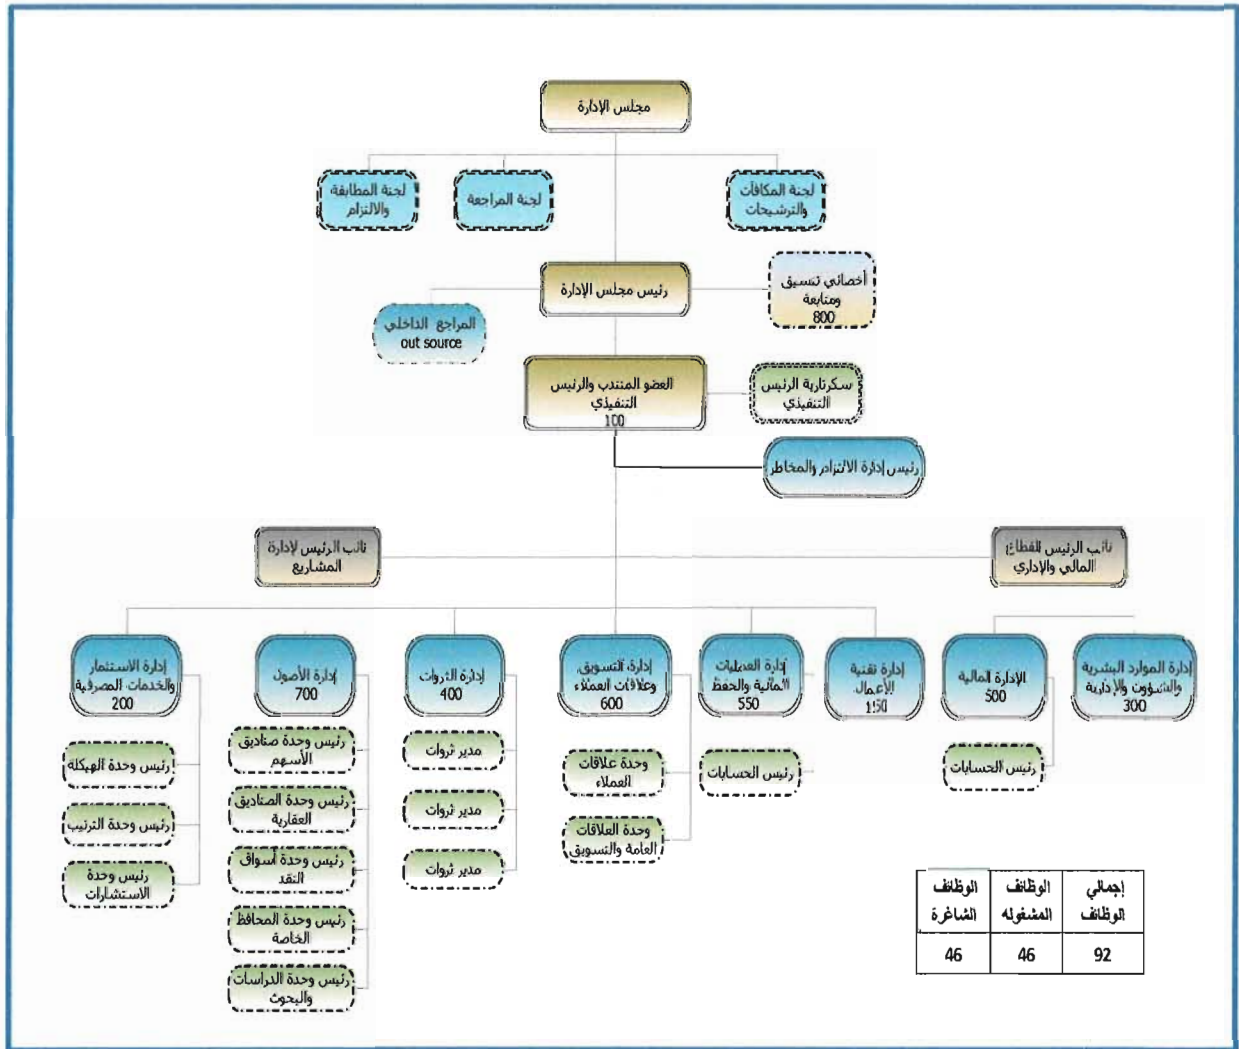 مجلس الإدارة
لجنة المكافآت
والترشيحات
لجنة المراجعة
لجنة المطابقة
والالتزام
أخصائي تنسيق
ومتابعة
800
رئيس مجلس الإدارة
المراجع الداخلي
out source
العضو المنتدب والرئيس
التنفيذي
100
سكرتارية الرئيس
التنفيذي
رئيس إدارة الالتزام والمخاطر
نائب الرئيس للقطاع
المالي والإداري
نائب الرئيس لإدارة
المشاريع
إدارة الموارد البشرية
والشؤون والإدارية
300
الإدارة المالية
500
رئيس الحسابات
إدارة تقنية
الأعمال
150
إدارة العمليات
المالية والحفظ
550
رئيس الحسابات
إدارة التسويق
وعلاقات العملاء
600
وحدة علاقات
العملاء
وحدة العلاقات
العامة والتسويق
إدارة الثروات
400
مدير ثروات
مدير ثروات
مدير ثروات
إدارة الأصول
700
رئيس وحدة صناديق
الأسهم
رئيس وحدة الصناديق
العقارية
رئيس وحدة أسواق
النقد
رئيس وحدة المحافظ
الخاصة
رئيس وحدة الدراسات
والبحوث
إدارة الاستثمار
والخدمات المصرفية
200
رئيس وحدة الهيكلة
رئيس وحدة الترتيب
رئيس وحدة
الاستشارات
إجمالي
الوظائف
الوظائف
المشغوله
الوظائف
الشاغرة
92
46
46